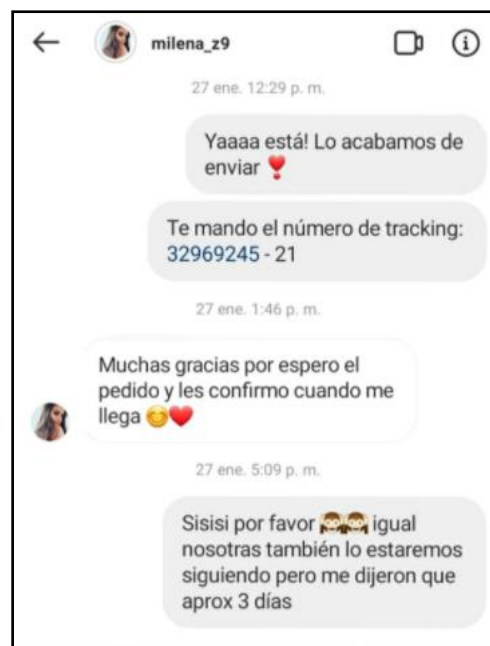 milena_z9
27 ene. 12:29 p. m.
Yaaaa está! Lo acabamos de
enviar ❣️
Te mando el número de tracking:
32969245 - 21
27 ene. 1:46 p. m.
Muchas gracias por espero el
pedido y les confirmo cuando me
llega 😊❤️
27 ene. 5:09 p. m.
Sisisi por favor 🙈🙈 igual
nosotras también lo estaremos
siguiendo pero me dijeron que
aprox 3 días